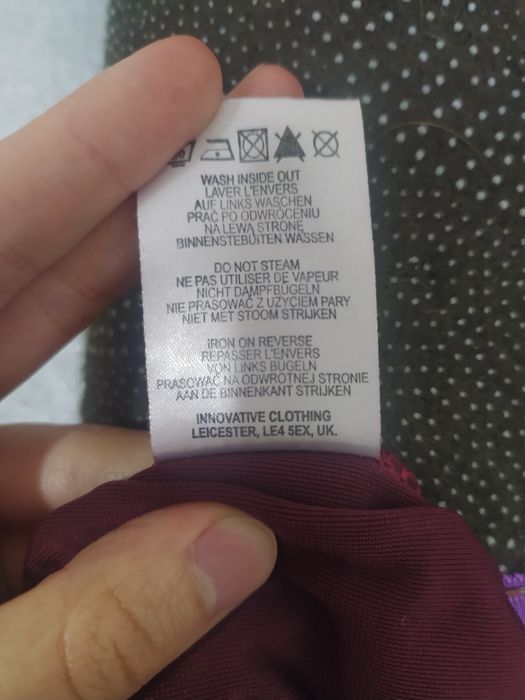 WASH INSIDE OUT
LAVER L'ENVERS
AUF LINKS WASCHEN
PRAĆ PO ODWRÓCENIU
NA LEWĄ STRONĘ
BINNENSTEBUITEN WASSEN
DO NOT STEAM
NE PAS UTILISER DE VAPEUR
NICHT DAMPFBÜGELN
NIE PRASOWAĆ Z UZYCIEM PARY
NIET MET STOOM STRIJKEN
IRON ON REVERSE
REPASSER L'ENVERS
VON LINKS BÜGELN
PRASOWAĆ NA ODWROTNEJ STRONIE
AAN DE BINNENKANT STRIJKEN
INNOVATIVE CLOTHING
LEICESTER, LE4 5EX, UK.